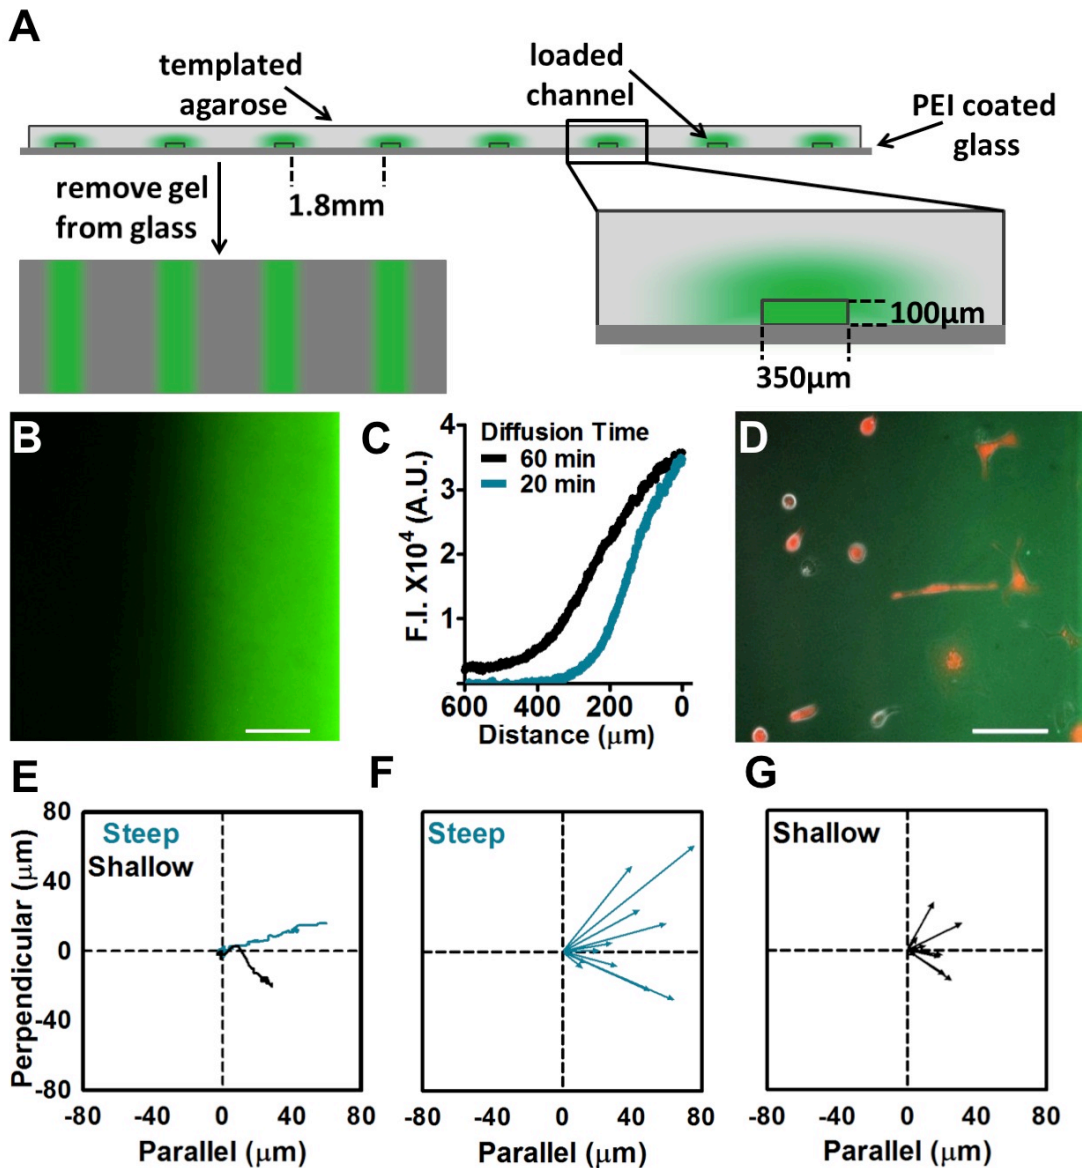 A
templated
agarose
loaded
channel
PEI coated
glass
remove gel
from glass
1.8mm
100µm
350µm
B
C
Diffusion Time
60 min
20 min
F.I. X10⁴ (A.U.)
4
3
2
1
600
400
200
0
Distance (µm)
D
E
Steep
Shallow
Perpendicular (µm)
80
40
0
-40
-80
-80
-40
0
40
80
Parallel (µm)
F
Steep
-80
-40
0
40
80
Parallel (µm)
G
Shallow
-80
-40
0
40
80
Parallel (µm)